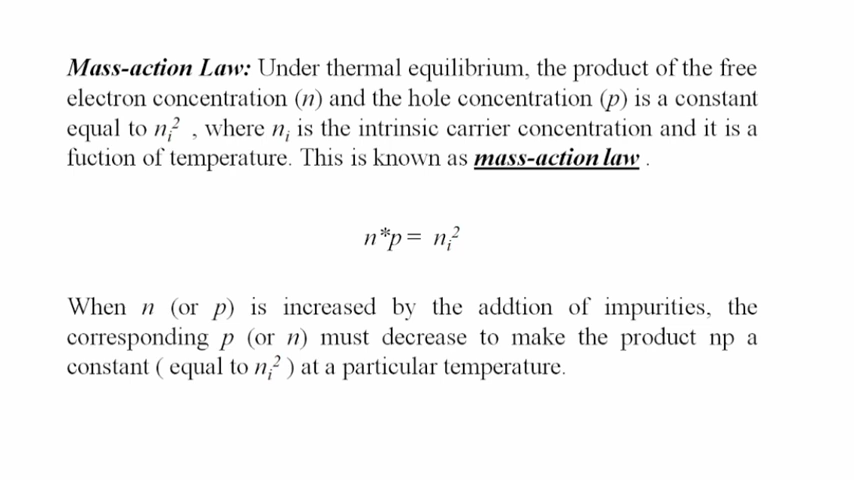 Mass-action Law: Under thermal equilibrium, the product of the free
electron concentration (n) and the hole concentration (p) is a constant
equal to nᵢ² , where nᵢ is the intrinsic carrier concentration and it is a
fuction of temperature. This is known as mass-action law .
n*p = nᵢ²
When n (or p) is increased by the addtion of impurities, the
corresponding p (or n) must decrease to make the product np a
constant ( equal to nᵢ² ) at a particular temperature.